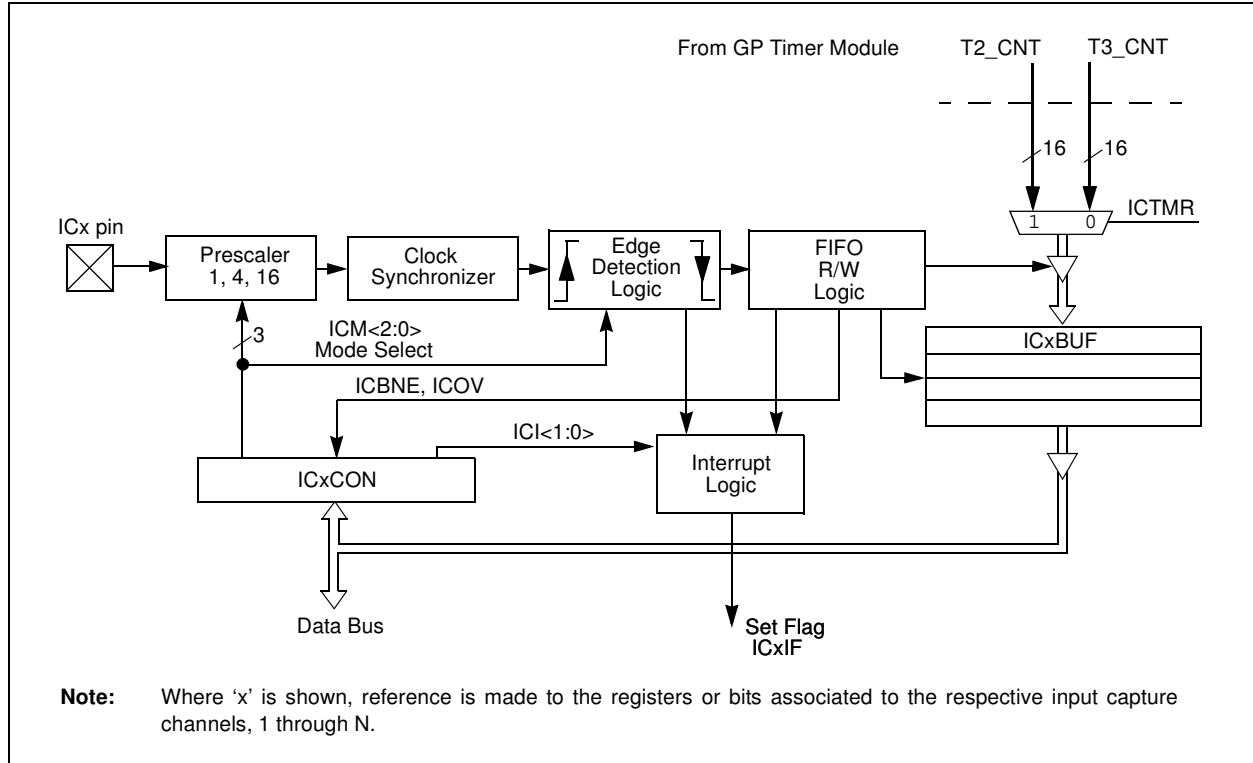 From GP Timer Module
T2_CNT
T3_CNT
16
16
1
0
ICTMR
ICx pin
Prescaler
1, 4, 16
Clock
Synchronizer
Edge
Detection
Logic
FIFO
R/W
Logic
ICxBUF
3
ICM<2:0>
Mode Select
ICBNE, ICOV
ICI<1:0>
ICxCON
Interrupt
Logic
Data Bus
Set Flag
ICxIF
Note: Where ‘x’ is shown, reference is made to the registers or bits associated to the respective input capture
channels, 1 through N.